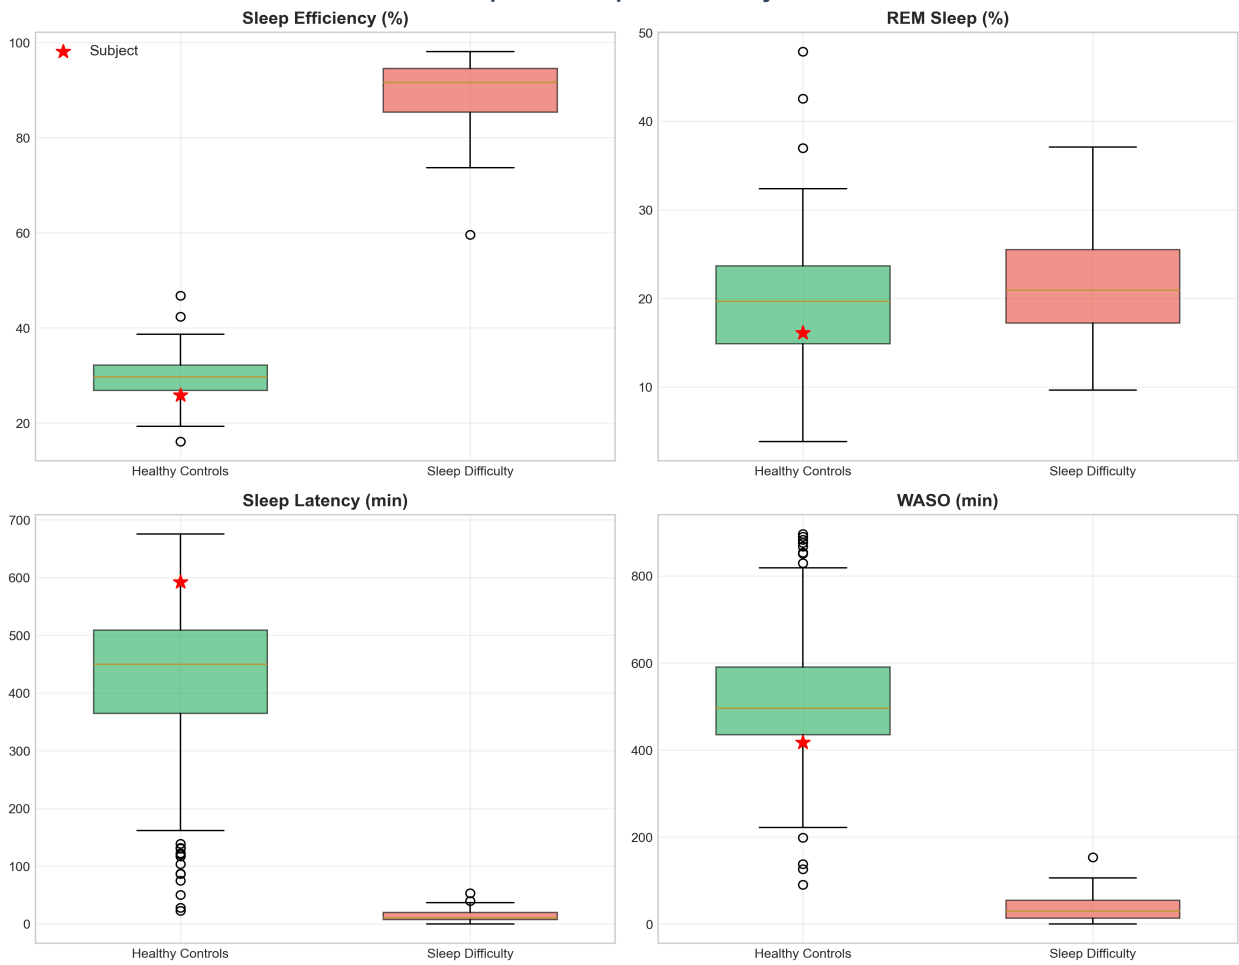 Sleep Efficiency (%)
100
80
60
40
20
Subject
Healthy Controls
Sleep Difficulty
REM Sleep (%)
50
40
30
20
10
Healthy Controls
Sleep Difficulty
Sleep Latency (min)
700
600
500
400
300
200
100
0
Healthy Controls
Sleep Difficulty
WASO (min)
800
600
400
200
0
Healthy Controls
Sleep Difficulty